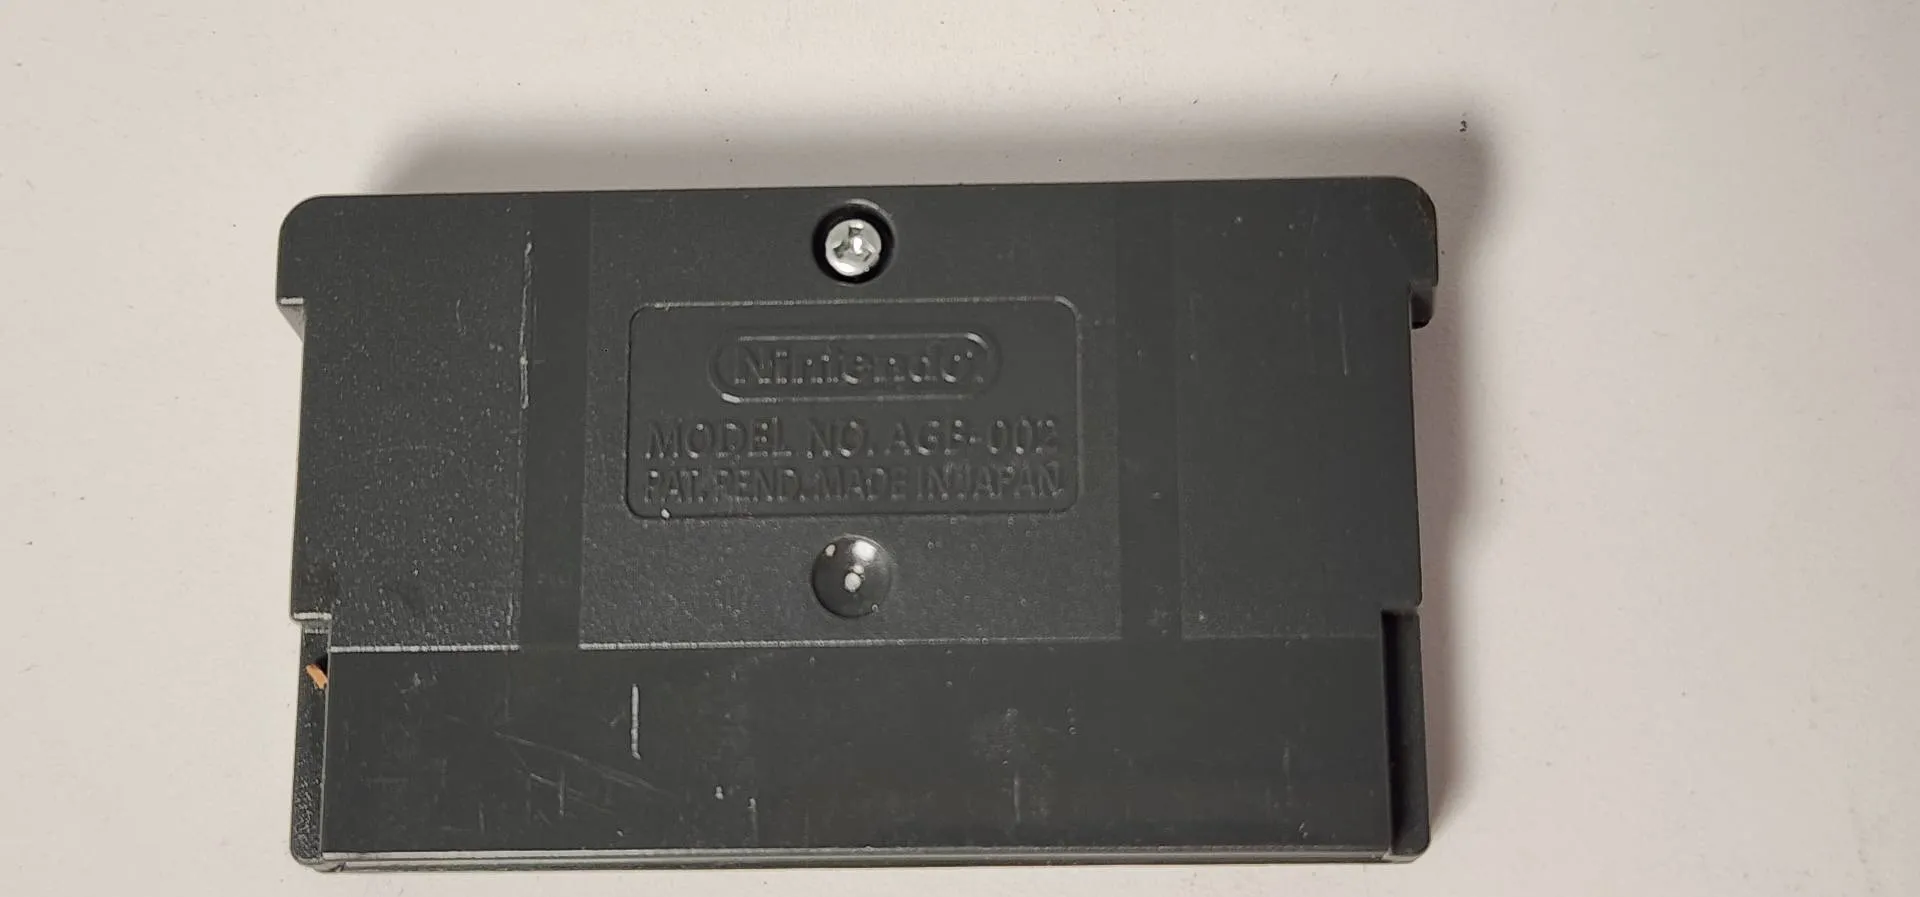 Nintendo
MODEL NO. AGB-002
PAT. PEND. MADE IN JAPAN